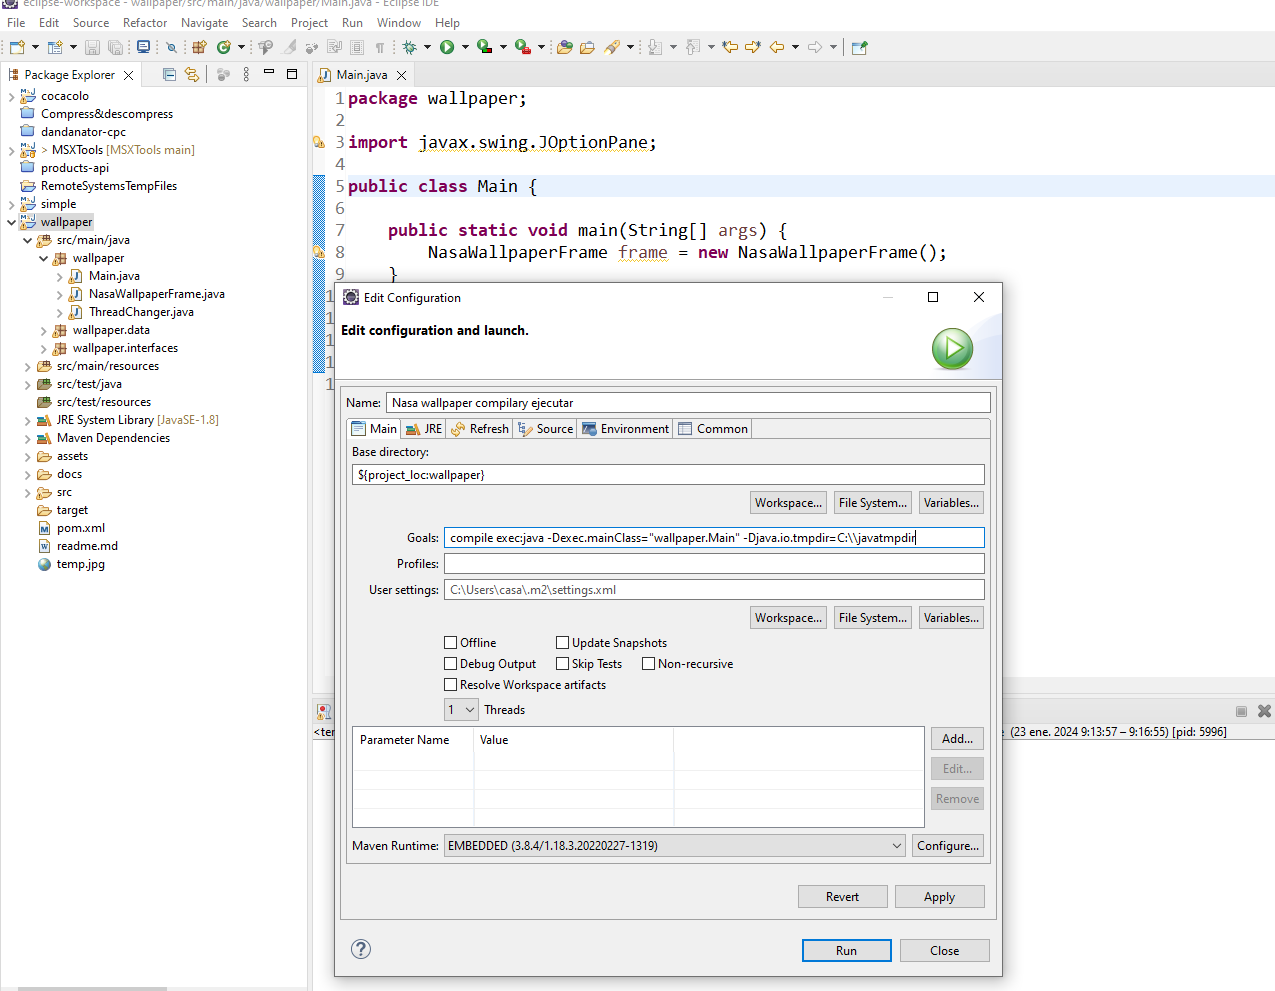 eclipse-workspace - wallpaper/src/main/java/wallpaper/Main.java - Eclipse IDE
File Edit Source Refactor Navigate Search Project Run Window Help
Package Explorer
Main.java
cocacolo
Compress&descompress
dandanator-cpc
> MSXTools [MSXTools main]
products-api
RemoteSystemsTempFiles
simple
wallpaper
src/main/java
wallpaper
Main.java
NasaWallpaperFrame.java
ThreadChanger.java
wallpaper.data
wallpaper.interfaces
src/main/resources
src/test/java
src/test/resources
JRE System Library [JavaSE-1.8]
Maven Dependencies
assets
docs
src
target
pom.xml
readme.md
temp.jpg
1 package wallpaper;
2
3 import javax.swing.JOptionPane;
4
5 public class Main {
6
7 public static void main(String[] args) {
8 NasaWallpaperFrame frame = new NasaWallpaperFrame();
9 }
1
1
1
1
1
Edit Configuration
Edit configuration and launch.
Name: Nasa wallpaper compilary ejecutar
Main JRE Refresh Source Environment Common
Base directory:
${project_loc:wallpaper}
Workspace... File System... Variables...
Goals: compile exec:java -Dexec.mainClass="wallpaper.Main" -Djava.io.tmpdir=C:\\javatmpdir
Profiles:
User settings: C:\Users\casa\.m2\settings.xml
Workspace... File System... Variables...
Offline Update Snapshots
Debug Output Skip Tests Non-recursive
Resolve Workspace artifacts
1 Threads
Parameter Name Value
Add...
Edit...
Remove
Maven Runtime: EMBEDDED (3.8.4/1.18.3.20220227-1319) Configure...
Revert Apply
Run Close
(23 ene. 2024 9:13:57 – 9:16:55) [pid: 5996]